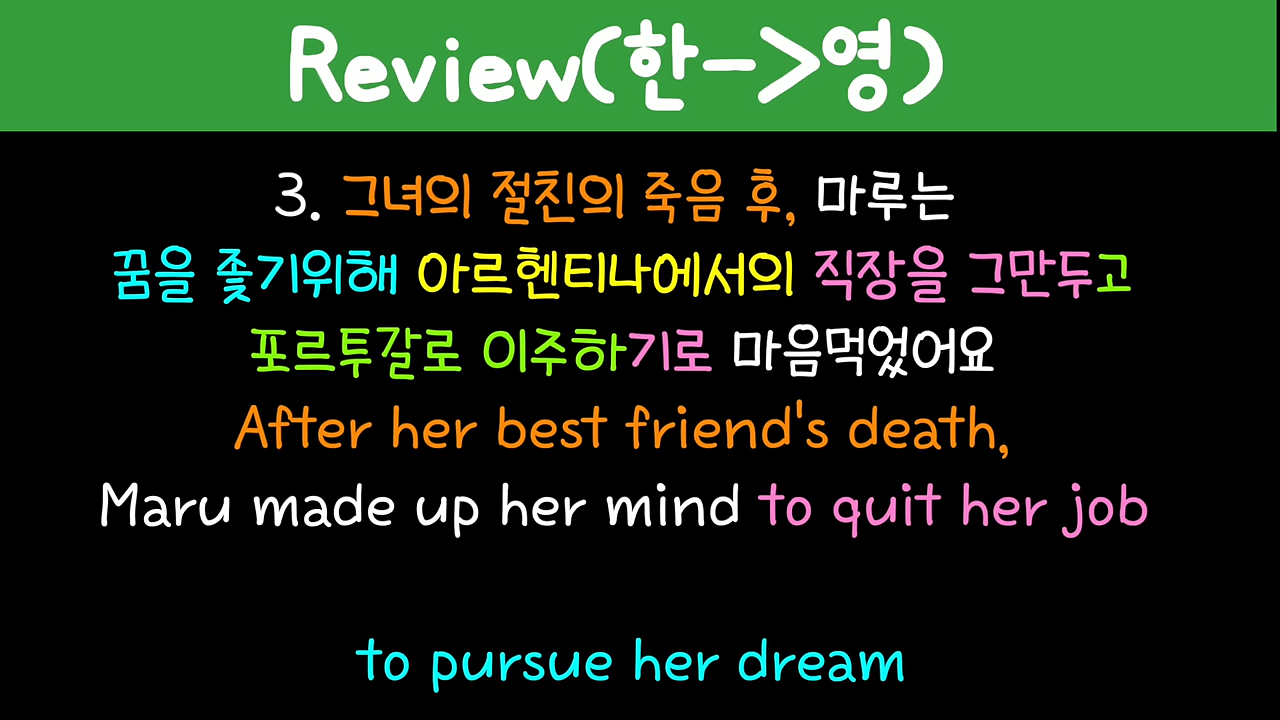 Review(한->영)
3. 그녀의 절친의 죽음 후, 마루는
꿈을 좇기위해 아르헨티나에서의 직장을 그만두고
포르투갈로 이주하기로 마음먹었어요
After her best friend's death,
Maru made up her mind to quit her job
to pursue her dream